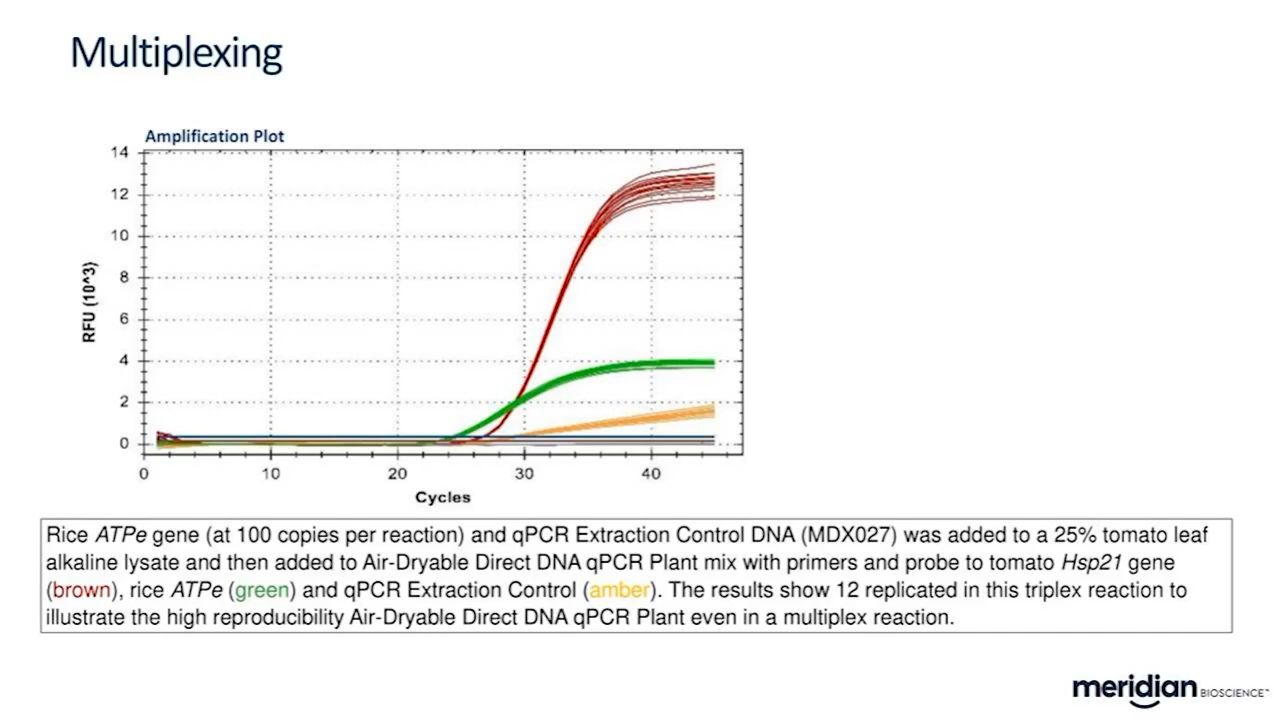 Multiplexing
Amplification Plot
14
12
10
8
6
4
2
0
RFU (10^3)
0 10 20 30 40
Cycles
Rice ATPe gene (at 100 copies per reaction) and qPCR Extraction Control DNA (MDX027) was added to a 25% tomato leaf
alkaline lysate and then added to Air-Dryable Direct DNA qPCR Plant mix with primers and probe to tomato Hsp21 gene
(brown), rice ATPe (green) and qPCR Extraction Control (amber). The results show 12 replicated in this triplex reaction to
illustrate the high reproducibility Air-Dryable Direct DNA qPCR Plant even in a multiplex reaction.
meridian BIOSCIENCE™